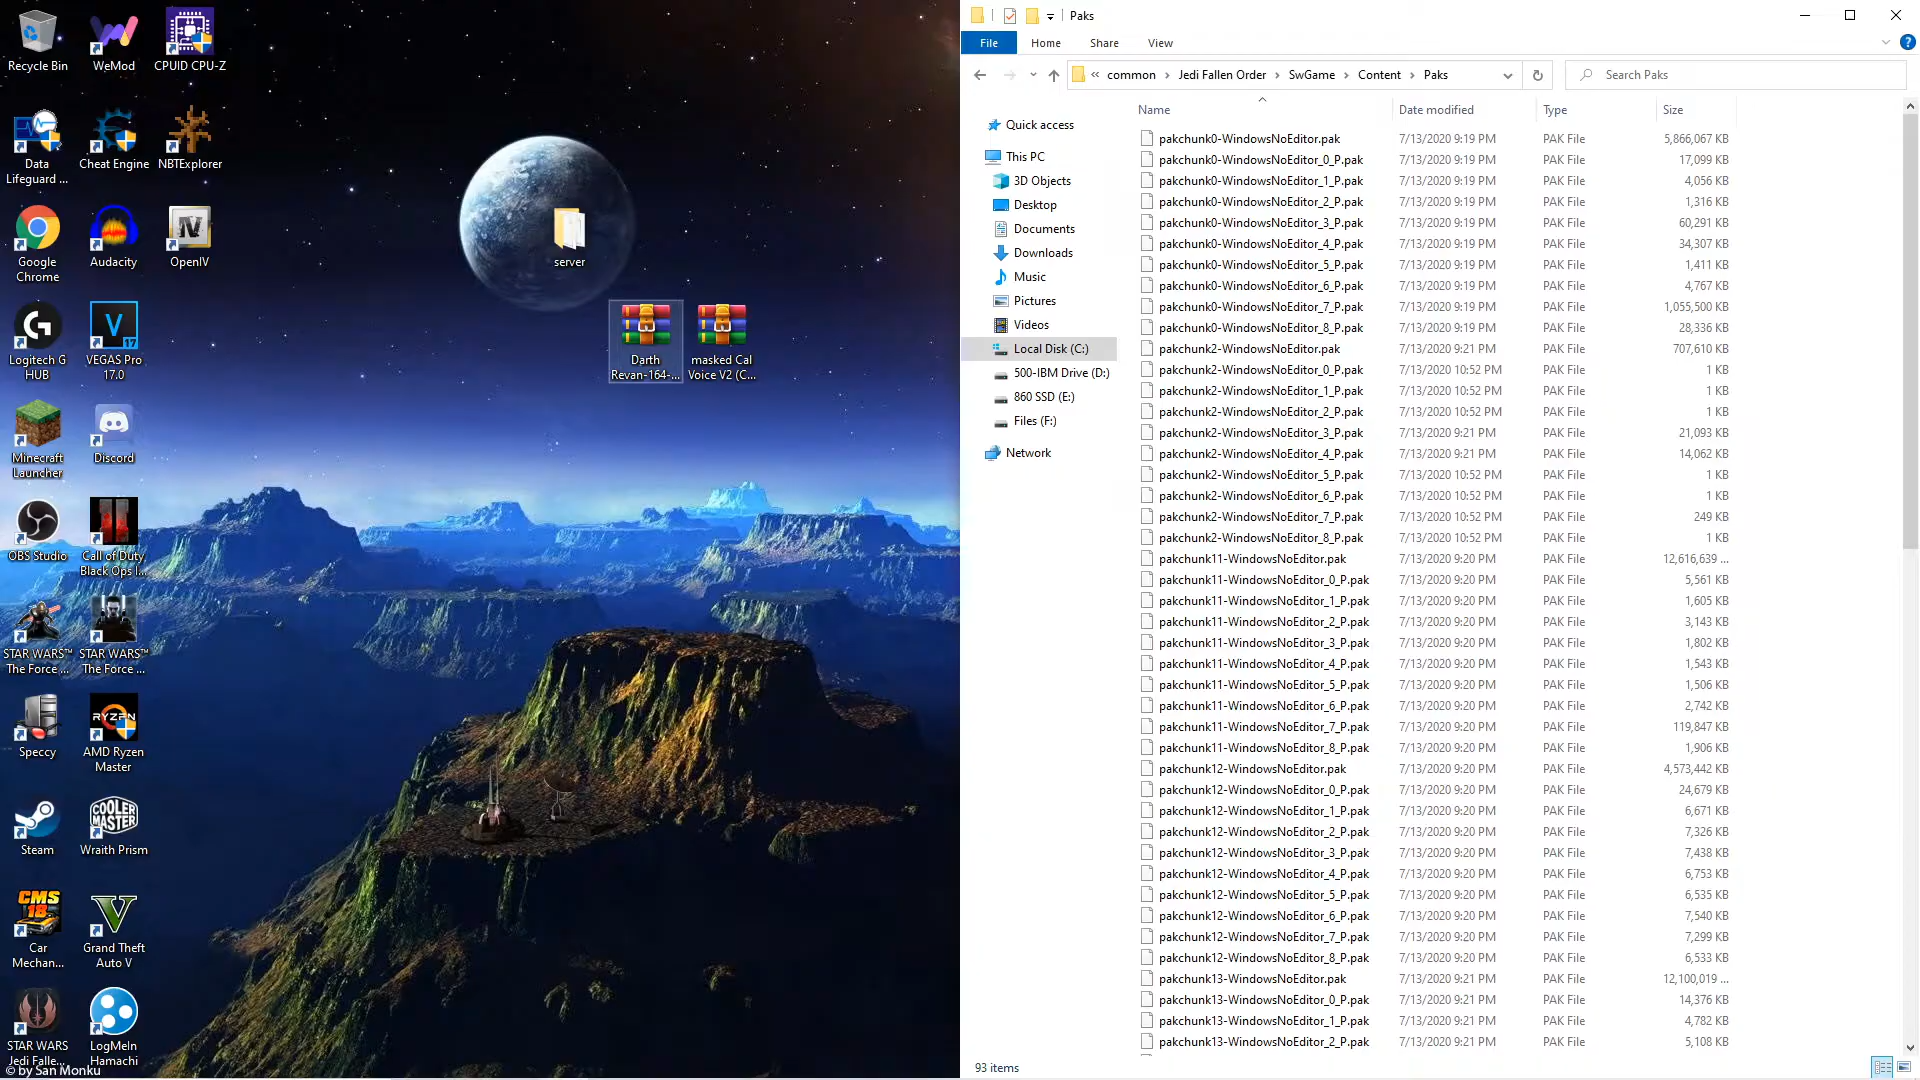 Recycle Bin
WeMod
CPUID CPU-Z
Data
Lifeguard ...
Cheat Engine
NBTExplorer
Google
Chrome
Audacity
OpenIV
Logitech G
HUB
VEGAS Pro
17.0
Minecraft
Launcher
Discord
OBS Studio
Call of Duty
Black Ops I...
STAR WARS™
The Force ...
STAR WARS™
The Force ...
Speccy
RYZEN
AMD Ryzen
Master
Steam
COOLER
MASTER
Wraith Prism
CMS
18
Car
Mechan...
Grand Theft
Auto V
STAR WARS
Jedi Falle...
LogMeIn
Hamachi
© by San Monku
server
Darth
Revan-164-...
masked Cal
Voice V2 (C...
Paks
File
Home
Share
View
« common > Jedi Fallen Order > SwGame > Content > Paks
Search Paks
Quick access
This PC
3D Objects
Desktop
Documents
Downloads
Music
Pictures
Videos
Local Disk (C:)
500-IBM Drive (D:)
860 SSD (E:)
Files (F:)
Network
Name Date modified Type Size
pakchunk0-WindowsNoEditor.pak 7/13/2020 9:19 PM PAK File 5,866,067 KB
pakchunk0-WindowsNoEditor_0_P.pak 7/13/2020 9:19 PM PAK File 17,099 KB
pakchunk0-WindowsNoEditor_1_P.pak 7/13/2020 9:19 PM PAK File 4,056 KB
pakchunk0-WindowsNoEditor_2_P.pak 7/13/2020 9:19 PM PAK File 1,316 KB
pakchunk0-WindowsNoEditor_3_P.pak 7/13/2020 9:19 PM PAK File 60,291 KB
pakchunk0-WindowsNoEditor_4_P.pak 7/13/2020 9:19 PM PAK File 34,307 KB
pakchunk0-WindowsNoEditor_5_P.pak 7/13/2020 9:19 PM PAK File 1,411 KB
pakchunk0-WindowsNoEditor_6_P.pak 7/13/2020 9:19 PM PAK File 4,767 KB
pakchunk0-WindowsNoEditor_7_P.pak 7/13/2020 9:19 PM PAK File 1,055,500 KB
pakchunk0-WindowsNoEditor_8_P.pak 7/13/2020 9:19 PM PAK File 28,336 KB
pakchunk2-WindowsNoEditor.pak 7/13/2020 9:21 PM PAK File 707,610 KB
pakchunk2-WindowsNoEditor_0_P.pak 7/13/2020 10:52 PM PAK File 1 KB
pakchunk2-WindowsNoEditor_1_P.pak 7/13/2020 10:52 PM PAK File 1 KB
pakchunk2-WindowsNoEditor_2_P.pak 7/13/2020 10:52 PM PAK File 1 KB
pakchunk2-WindowsNoEditor_3_P.pak 7/13/2020 9:21 PM PAK File 21,093 KB
pakchunk2-WindowsNoEditor_4_P.pak 7/13/2020 9:21 PM PAK File 14,062 KB
pakchunk2-WindowsNoEditor_5_P.pak 7/13/2020 10:52 PM PAK File 1 KB
pakchunk2-WindowsNoEditor_6_P.pak 7/13/2020 10:52 PM PAK File 1 KB
pakchunk2-WindowsNoEditor_7_P.pak 7/13/2020 10:52 PM PAK File 249 KB
pakchunk2-WindowsNoEditor_8_P.pak 7/13/2020 10:52 PM PAK File 1 KB
pakchunk11-WindowsNoEditor.pak 7/13/2020 9:20 PM PAK File 12,616,639 ...
pakchunk11-WindowsNoEditor_0_P.pak 7/13/2020 9:20 PM PAK File 5,561 KB
pakchunk11-WindowsNoEditor_1_P.pak 7/13/2020 9:20 PM PAK File 1,605 KB
pakchunk11-WindowsNoEditor_2_P.pak 7/13/2020 9:20 PM PAK File 3,143 KB
pakchunk11-WindowsNoEditor_3_P.pak 7/13/2020 9:20 PM PAK File 1,802 KB
pakchunk11-WindowsNoEditor_4_P.pak 7/13/2020 9:20 PM PAK File 1,543 KB
pakchunk11-WindowsNoEditor_5_P.pak 7/13/2020 9:20 PM PAK File 1,506 KB
pakchunk11-WindowsNoEditor_6_P.pak 7/13/2020 9:20 PM PAK File 2,742 KB
pakchunk11-WindowsNoEditor_7_P.pak 7/13/2020 9:20 PM PAK File 119,847 KB
pakchunk11-WindowsNoEditor_8_P.pak 7/13/2020 9:20 PM PAK File 1,906 KB
pakchunk12-WindowsNoEditor.pak 7/13/2020 9:20 PM PAK File 4,573,442 KB
pakchunk12-WindowsNoEditor_0_P.pak 7/13/2020 9:20 PM PAK File 24,679 KB
pakchunk12-WindowsNoEditor_1_P.pak 7/13/2020 9:20 PM PAK File 6,671 KB
pakchunk12-WindowsNoEditor_2_P.pak 7/13/2020 9:20 PM PAK File 7,326 KB
pakchunk12-WindowsNoEditor_3_P.pak 7/13/2020 9:20 PM PAK File 7,438 KB
pakchunk12-WindowsNoEditor_4_P.pak 7/13/2020 9:20 PM PAK File 6,753 KB
pakchunk12-WindowsNoEditor_5_P.pak 7/13/2020 9:20 PM PAK File 6,535 KB
pakchunk12-WindowsNoEditor_6_P.pak 7/13/2020 9:20 PM PAK File 7,540 KB
pakchunk12-WindowsNoEditor_7_P.pak 7/13/2020 9:20 PM PAK File 7,299 KB
pakchunk12-WindowsNoEditor_8_P.pak 7/13/2020 9:20 PM PAK File 6,533 KB
pakchunk13-WindowsNoEditor.pak 7/13/2020 9:21 PM PAK File 12,100,019 ...
pakchunk13-WindowsNoEditor_0_P.pak 7/13/2020 9:21 PM PAK File 14,376 KB
pakchunk13-WindowsNoEditor_1_P.pak 7/13/2020 9:21 PM PAK File 4,782 KB
pakchunk13-WindowsNoEditor_2_P.pak 7/13/2020 9:21 PM PAK File 5,108 KB
93 items